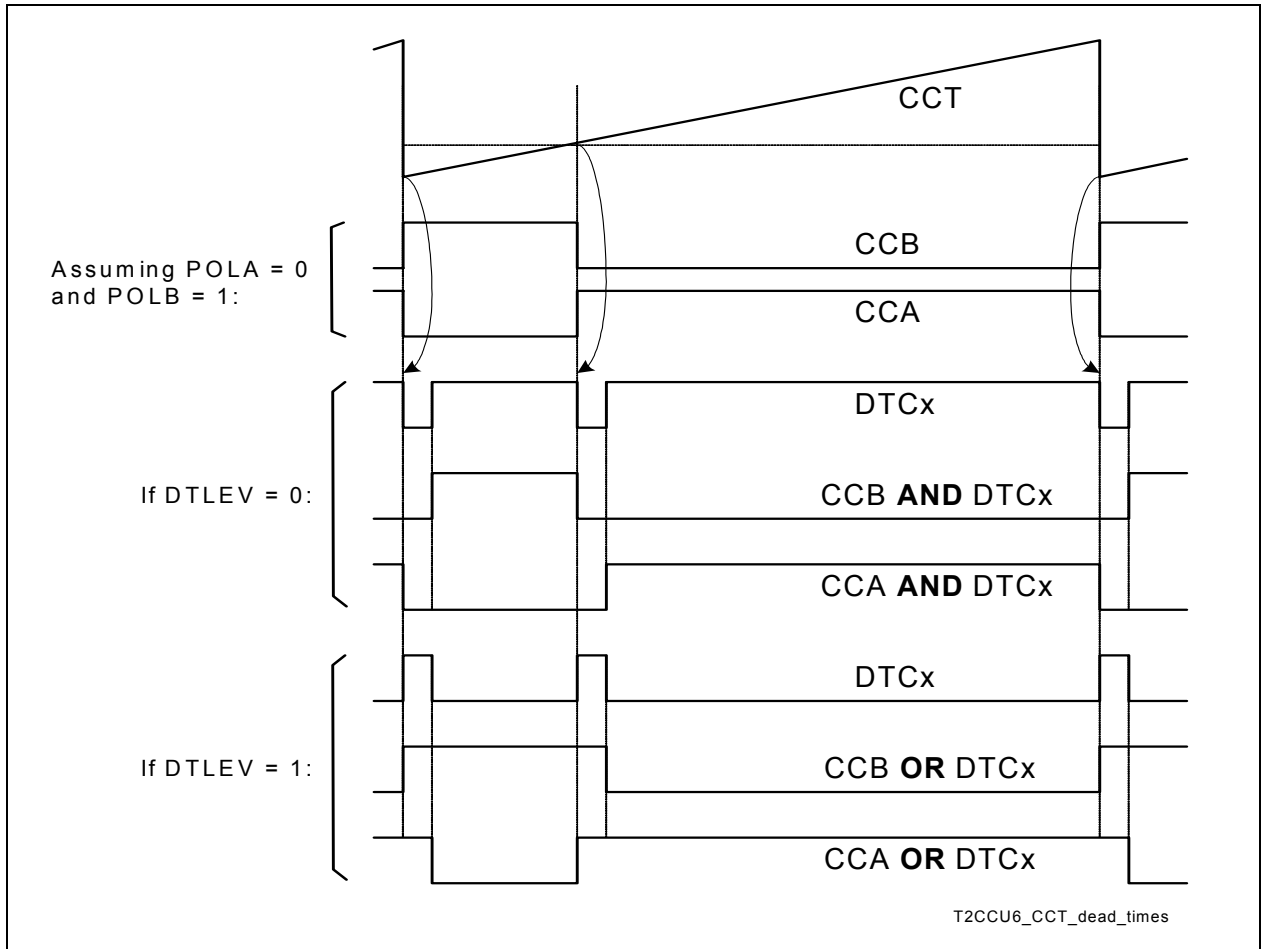 CCT
CCB
Assuming POLA = 0
and POLB = 1:
CCA
DTCx
If DTLEV = 0:
CCB AND DTCx
CCA AND DTCx
DTCx
If DTLEV = 1:
CCB OR DTCx
CCA OR DTCx
T2CCU6_CCT_dead_times